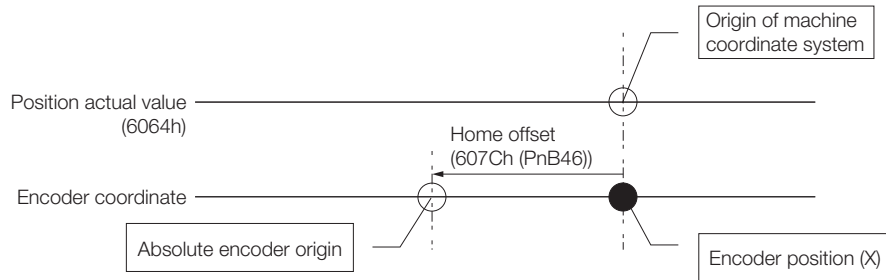 Origin of machine
coordinate system
Position actual value
(6064h)
Home offset
(607Ch (PnB46))
Encoder coordinate
Absolute encoder origin
Encoder position (X)